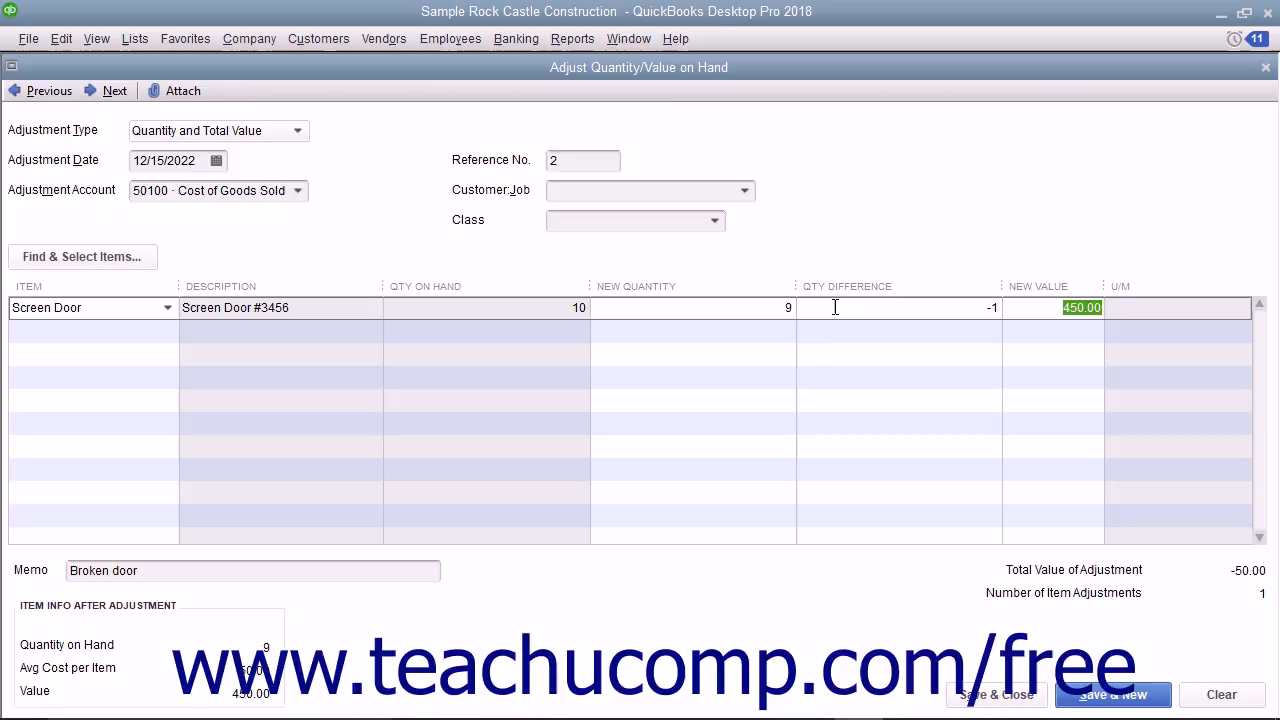 Sample Rock Castle Construction - QuickBooks Desktop Pro 2018
File Edit View Lists Favorites Company Customers Vendors Employees Banking Reports Window Help 11
Adjust Quantity/Value on Hand
Previous Next Attach
Adjustment Type Quantity and Total Value
Adjustment Date 12/15/2022 Reference No. 2
Adjustment Account 50100 · Cost of Goods Sold Customer:Job
Class
Find & Select Items...
ITEM DESCRIPTION QTY ON HAND NEW QUANTITY QTY DIFFERENCE NEW VALUE U/M
Screen Door Screen Door #3456 10 9 -1 450.00
Memo Broken door Total Value of Adjustment -50.00
Number of Item Adjustments 1
ITEM INFO AFTER ADJUSTMENT
Quantity on Hand 9
Avg Cost per Item
Value 450.00
www.teachucomp.com/free
Save & Close Save & New Clear